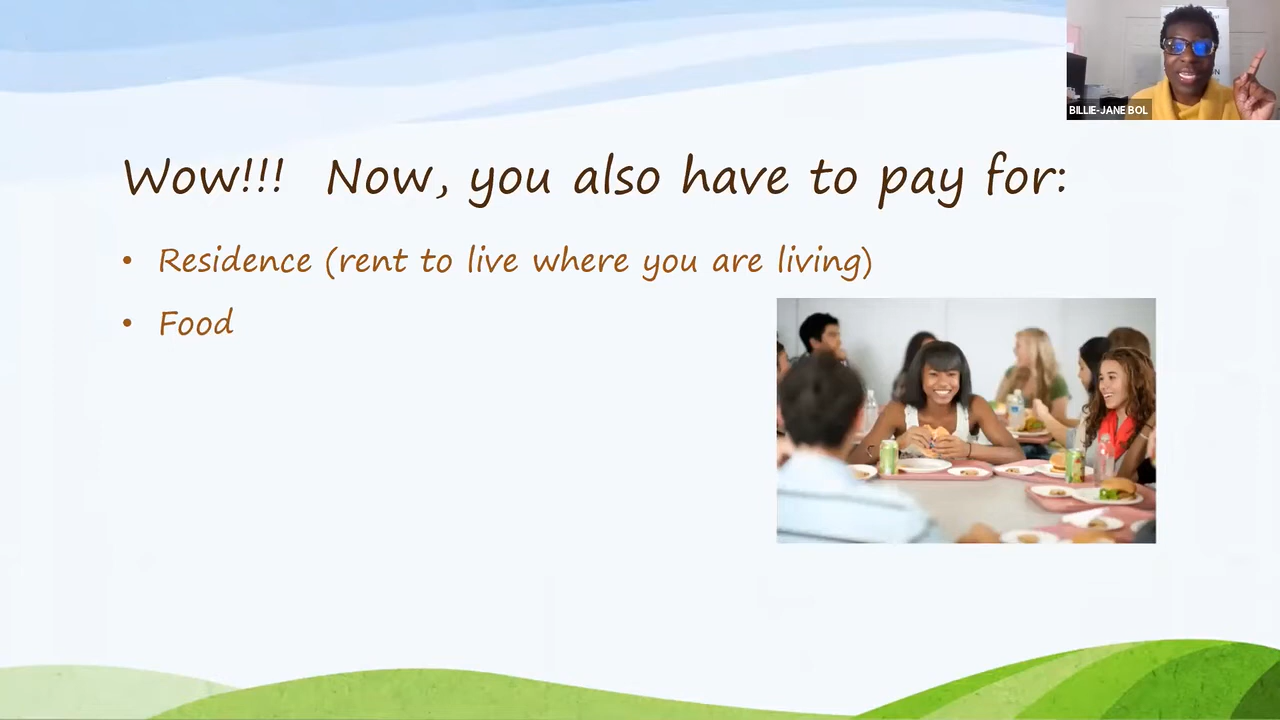 BILLIE-JANE BOL
Wow!!! Now, you also have to pay for:
• Residence (rent to live where you are living)
• Food